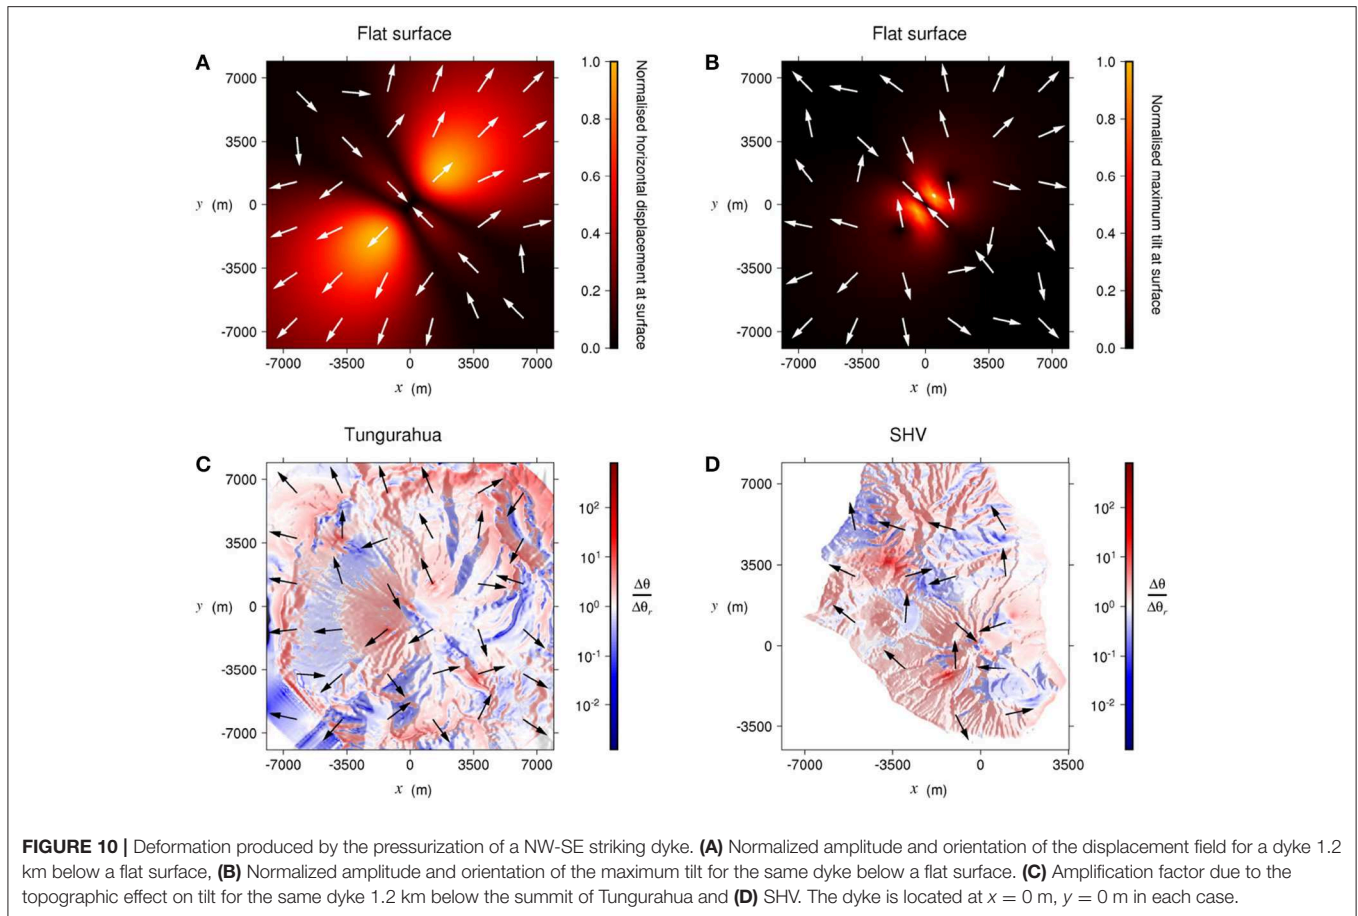 Flat surface
A
7000
3500
0
-3500
-7000
y (m)
-7000 -3500 0 3500 7000
x (m)
1.0
0.8
0.6
0.4
0.2
0.0
Normalised horizontal displacement at surface
Flat surface
B
7000
3500
0
-3500
-7000
y (m)
-7000 -3500 0 3500 7000
x (m)
1.0
0.8
0.6
0.4
0.2
0.0
Normalised maximum tilt at surface
Tungurahua
C
7000
3500
0
-3500
-7000
y (m)
-7000 -3500 0 3500 7000
x (m)
10²
10¹
10⁰
10⁻¹
10⁻²
Δθ
Δθᵣ
SHV
D
7000
3500
0
-3500
y (m)
-7000 -3500 0 3500
x (m)
10²
10¹
10⁰
10⁻¹
10⁻²
Δθ
Δθᵣ
FIGURE 10 | Deformation produced by the pressurization of a NW-SE striking dyke. (A) Normalized amplitude and orientation of the displacement field for a dyke 1.2
km below a flat surface, (B) Normalized amplitude and orientation of the maximum tilt for the same dyke below a flat surface. (C) Amplification factor due to the
topographic effect on tilt for the same dyke 1.2 km below the summit of Tungurahua and (D) SHV. The dyke is located at x = 0 m, y = 0 m in each case.